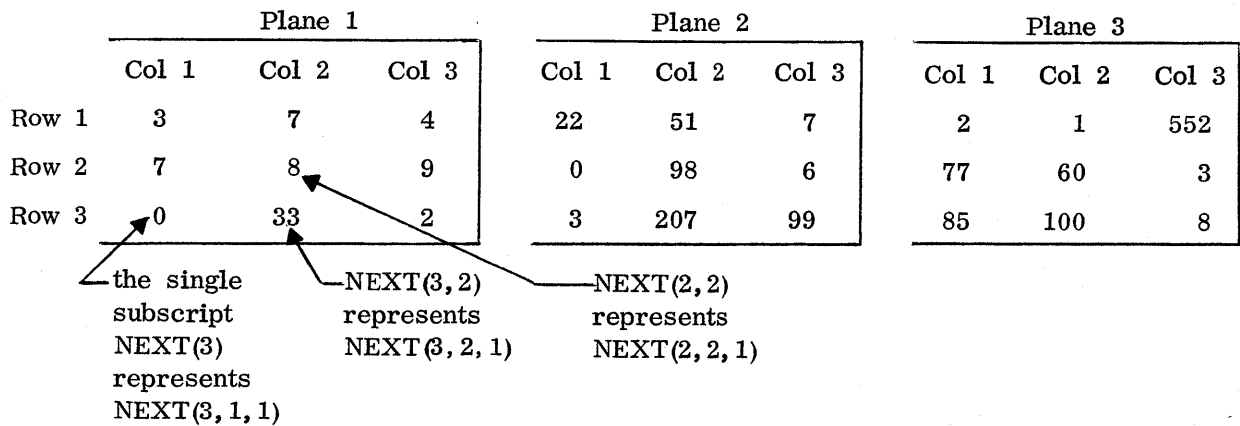 Plane 1 Plane 2 Plane 3
Col 1 Col 2 Col 3 Col 1 Col 2 Col 3 Col 1 Col 2 Col 3
Row 1 3 7 4 22 51 7 2 1 552
Row 2 7 8 9 0 98 6 77 60 3
Row 3 0 33 2 3 207 99 85 100 8
the single
subscript
NEXT(3)
represents
NEXT(3, 1, 1)
NEXT(3, 2)
represents
NEXT(3, 2, 1)
NEXT(2, 2)
represents
NEXT(2, 2, 1)